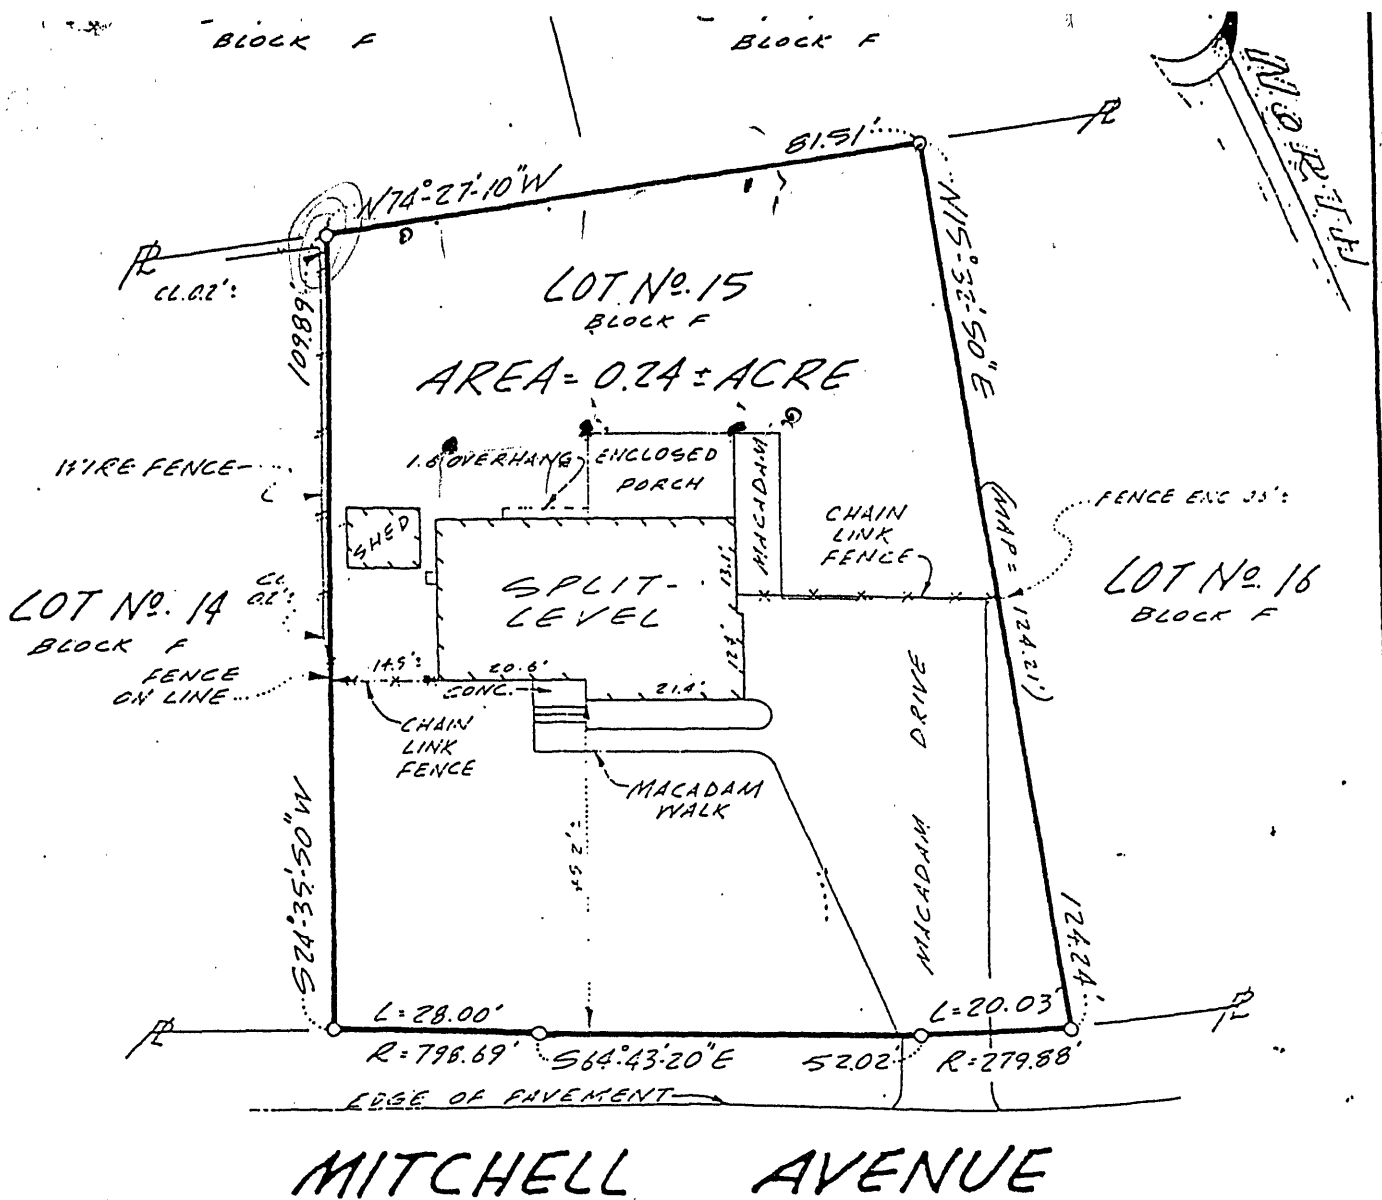 BLOCK F
BLOCK F
NORTH
81.51'
N74°-27'-10"W
N15°-32'-50"E
CL. 0.2'±
109.89'
LOT No. 15
BLOCK F
AREA = 0.24 ± ACRE
WIRE FENCE
1.6 OVERHANG
ENCLOSED
PORCH
MACADAM
CHAIN
LINK
FENCE
FENCE ENC
SHED
SPLIT-
LEVEL
13.1'
(MAP = 124.21')
LOT No. 14
BLOCK F
CL.
0.2'±
LOT No. 16
BLOCK F
FENCE
ON LINE
14.5'±
20.6'
CONC.
21.4'
CHAIN
LINK
FENCE
MACADAM
WALK
MACADAM DRIVE
124.24'
L=28.00'
R=796.69'
S64°-43'-20"E
52.02'
L=20.03'
R=279.88'
EDGE OF PAVEMENT
MITCHELL AVENUE